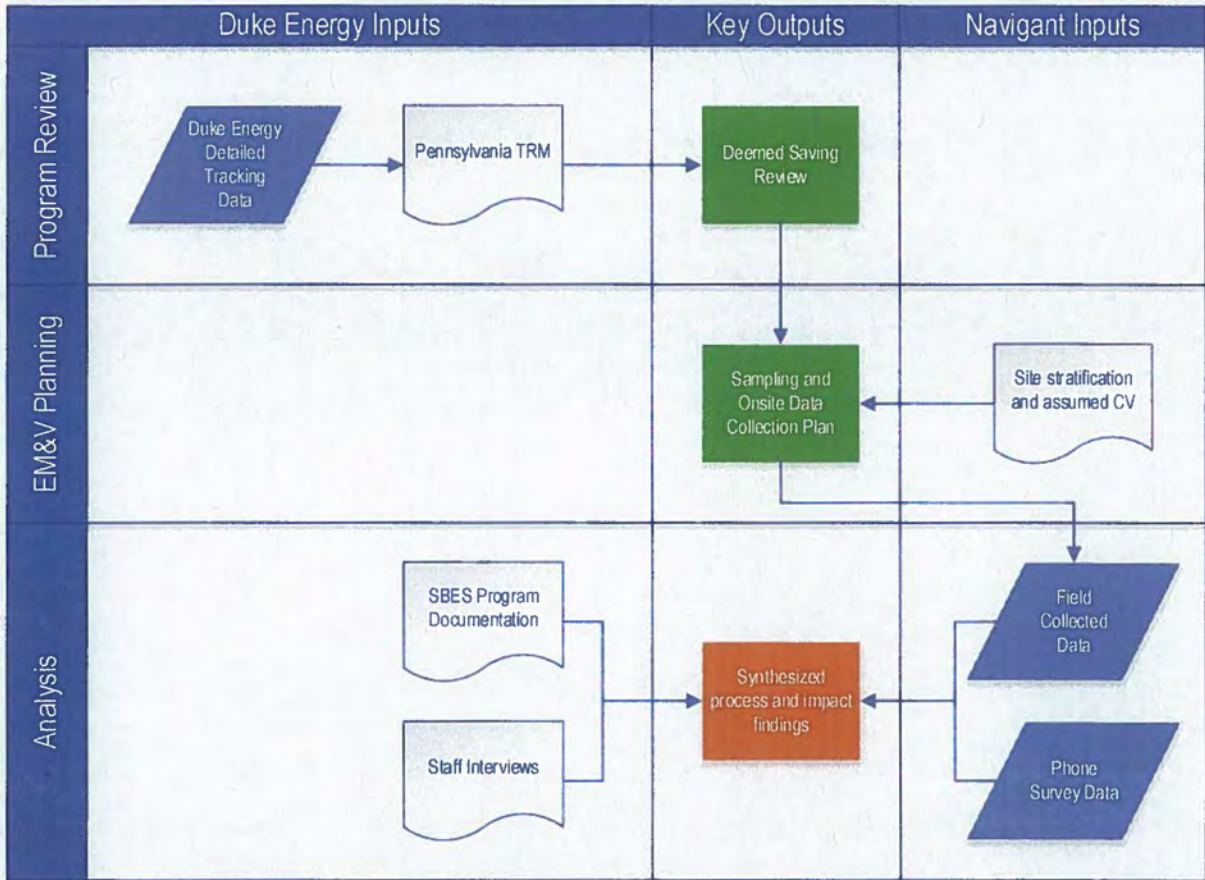 Duke Energy Inputs
Key Outputs
Navigant Inputs
Program Review
Duke Energy
Detailed
Tracking
Data
Pennsylvania TRM
Deemed Saving
Review
EM&V Planning
Sampling and
Onsite Data
Collection Plan
Site stratification
and assumed CV
Analysis
SBES Program
Documentation
Staff Interviews
Synthesized
process and impact
findings
Field
Collected
Data
Phone
Survey Data